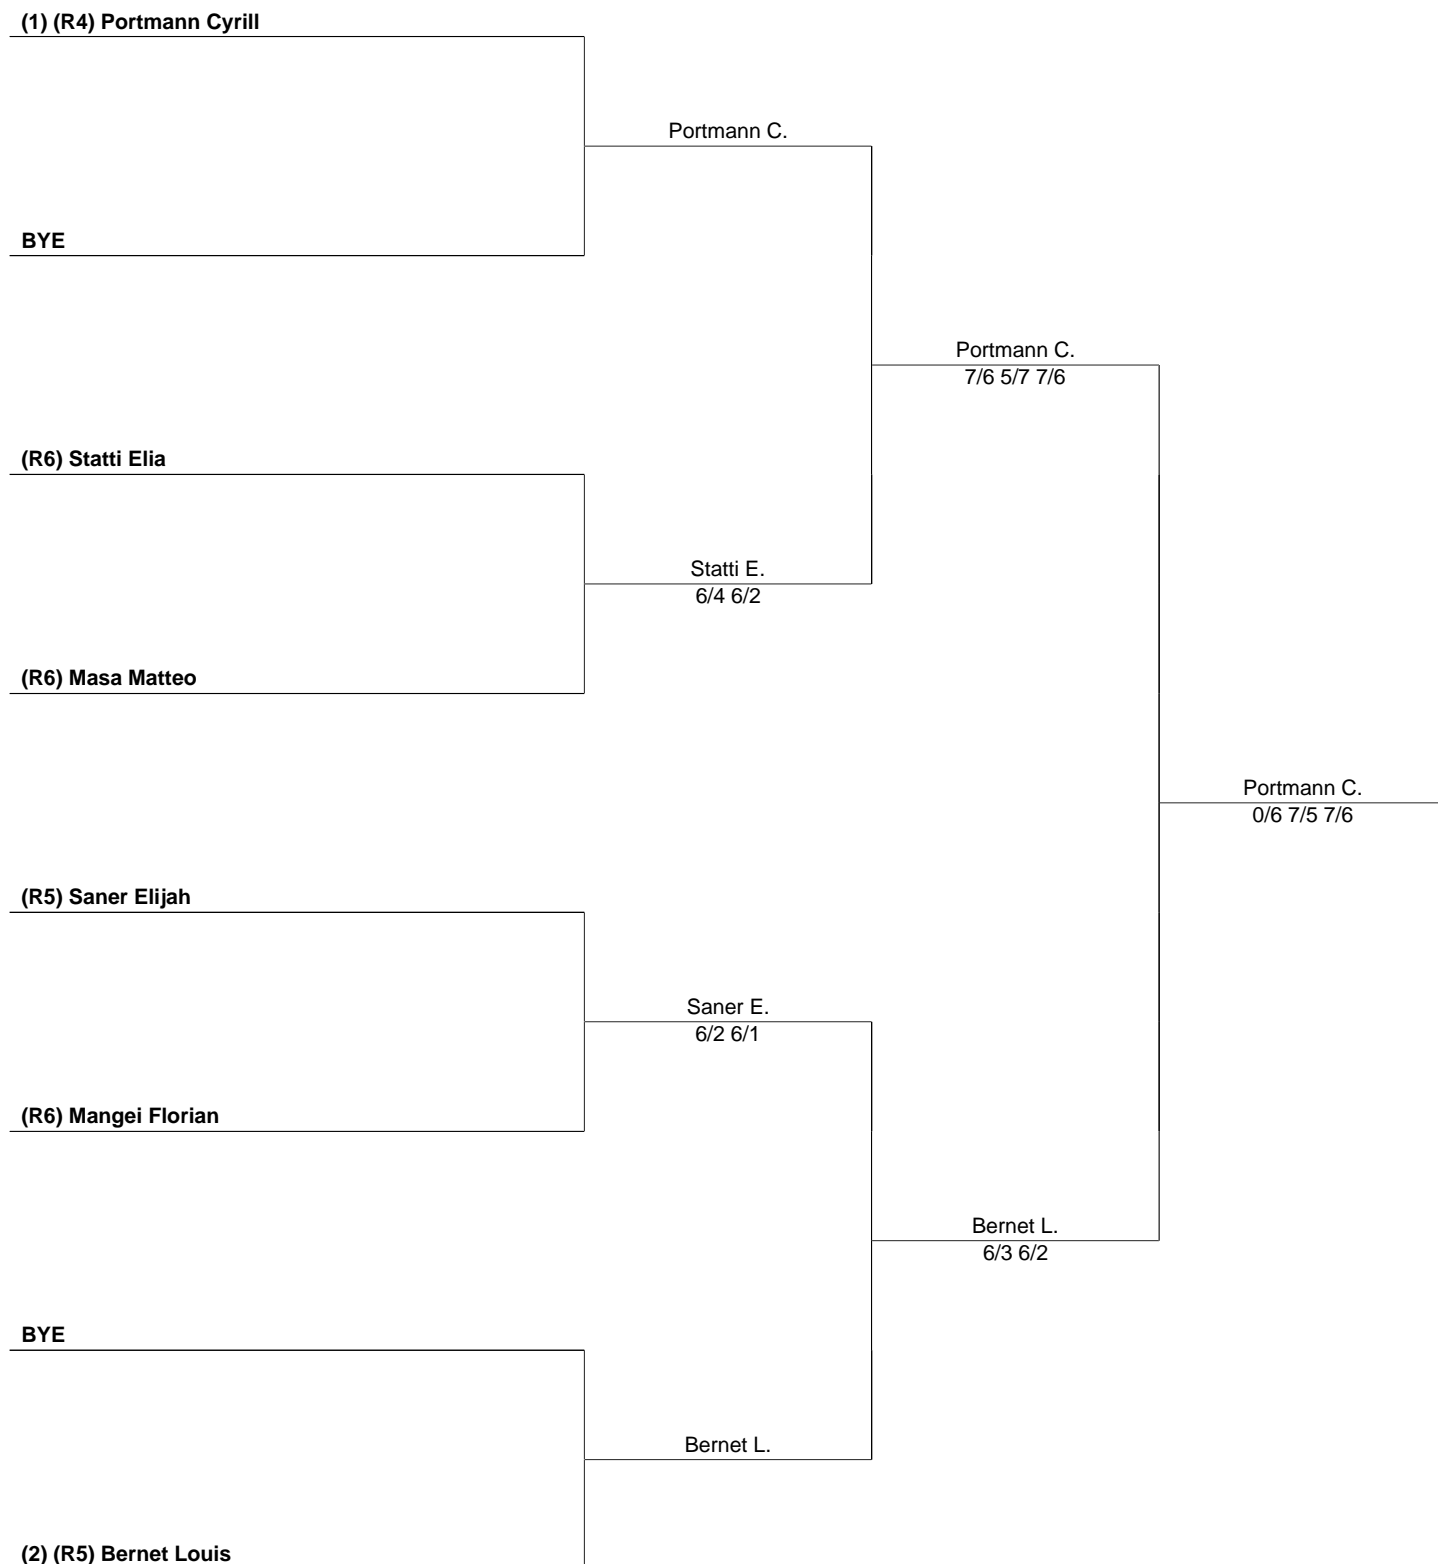 (1) (R4) Portmann Cyrill
Portmann C.
BYE
Portmann C.
7/6 5/7 7/6
(R6) Statti Elia
Statti E.
6/4 6/2
(R6) Masa Matteo
Portmann C.
0/6 7/5 7/6
(R5) Saner Elijah
Saner E.
6/2 6/1
(R6) Mangei Florian
Bernet L.
6/3 6/2
BYE
Bernet L.
(2) (R5) Bernet Louis